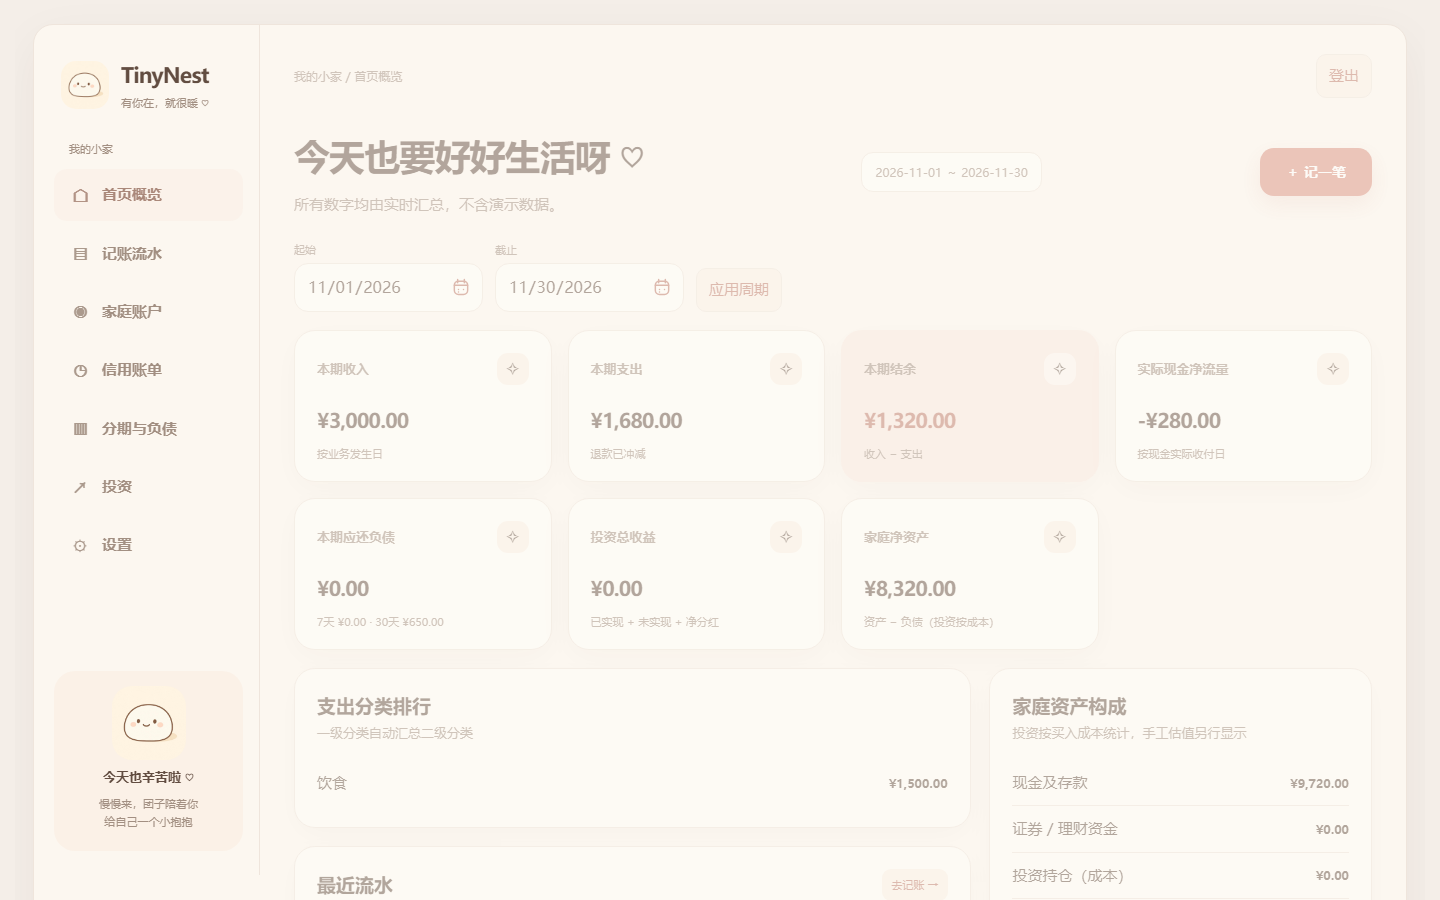 TinyNest
有你在，就很暖 ♡
我的小家
首页概览
记账流水
家庭账户
信用账单
分期与负债
投资
设置
今天也辛苦啦 ♡
慢慢来，团子陪着你
给自己一个小抱抱
我的小家 / 首页概览
登出
今天也要好好生活呀 ♡
所有数字均由实时汇总，不含演示数据。
2026-11-01 ~ 2026-11-30
+ 记一笔
起始
11/01/2026
截止
11/30/2026
应用周期
本期收入
¥3,000.00
按业务发生日
本期支出
¥1,680.00
退款已冲减
本期结余
¥1,320.00
收入 − 支出
实际现金净流量
-¥280.00
按现金实际收付日
本期应还负债
¥0.00
7天 ¥0.00 · 30天 ¥650.00
投资总收益
¥0.00
已实现 + 未实现 + 净分红
家庭净资产
¥8,320.00
资产 − 负债（投资按成本）
支出分类排行
一级分类自动汇总二级分类
饮食 ¥1,500.00
最近流水
去记账 →
家庭资产构成
投资按买入成本统计，手工估值另行显示
现金及存款 ¥9,720.00
证券 / 理财资金 ¥0.00
投资持仓（成本） ¥0.00